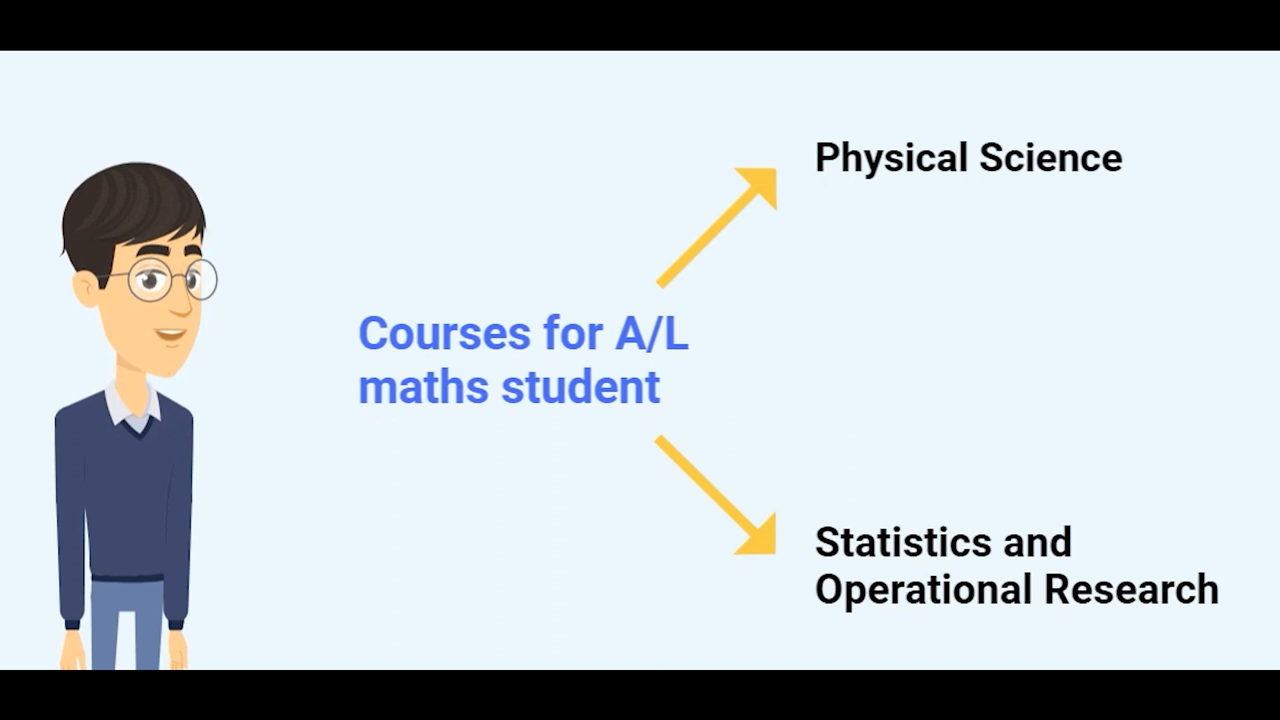 Physical Science
Courses for A/L
maths student
Statistics and
Operational Research